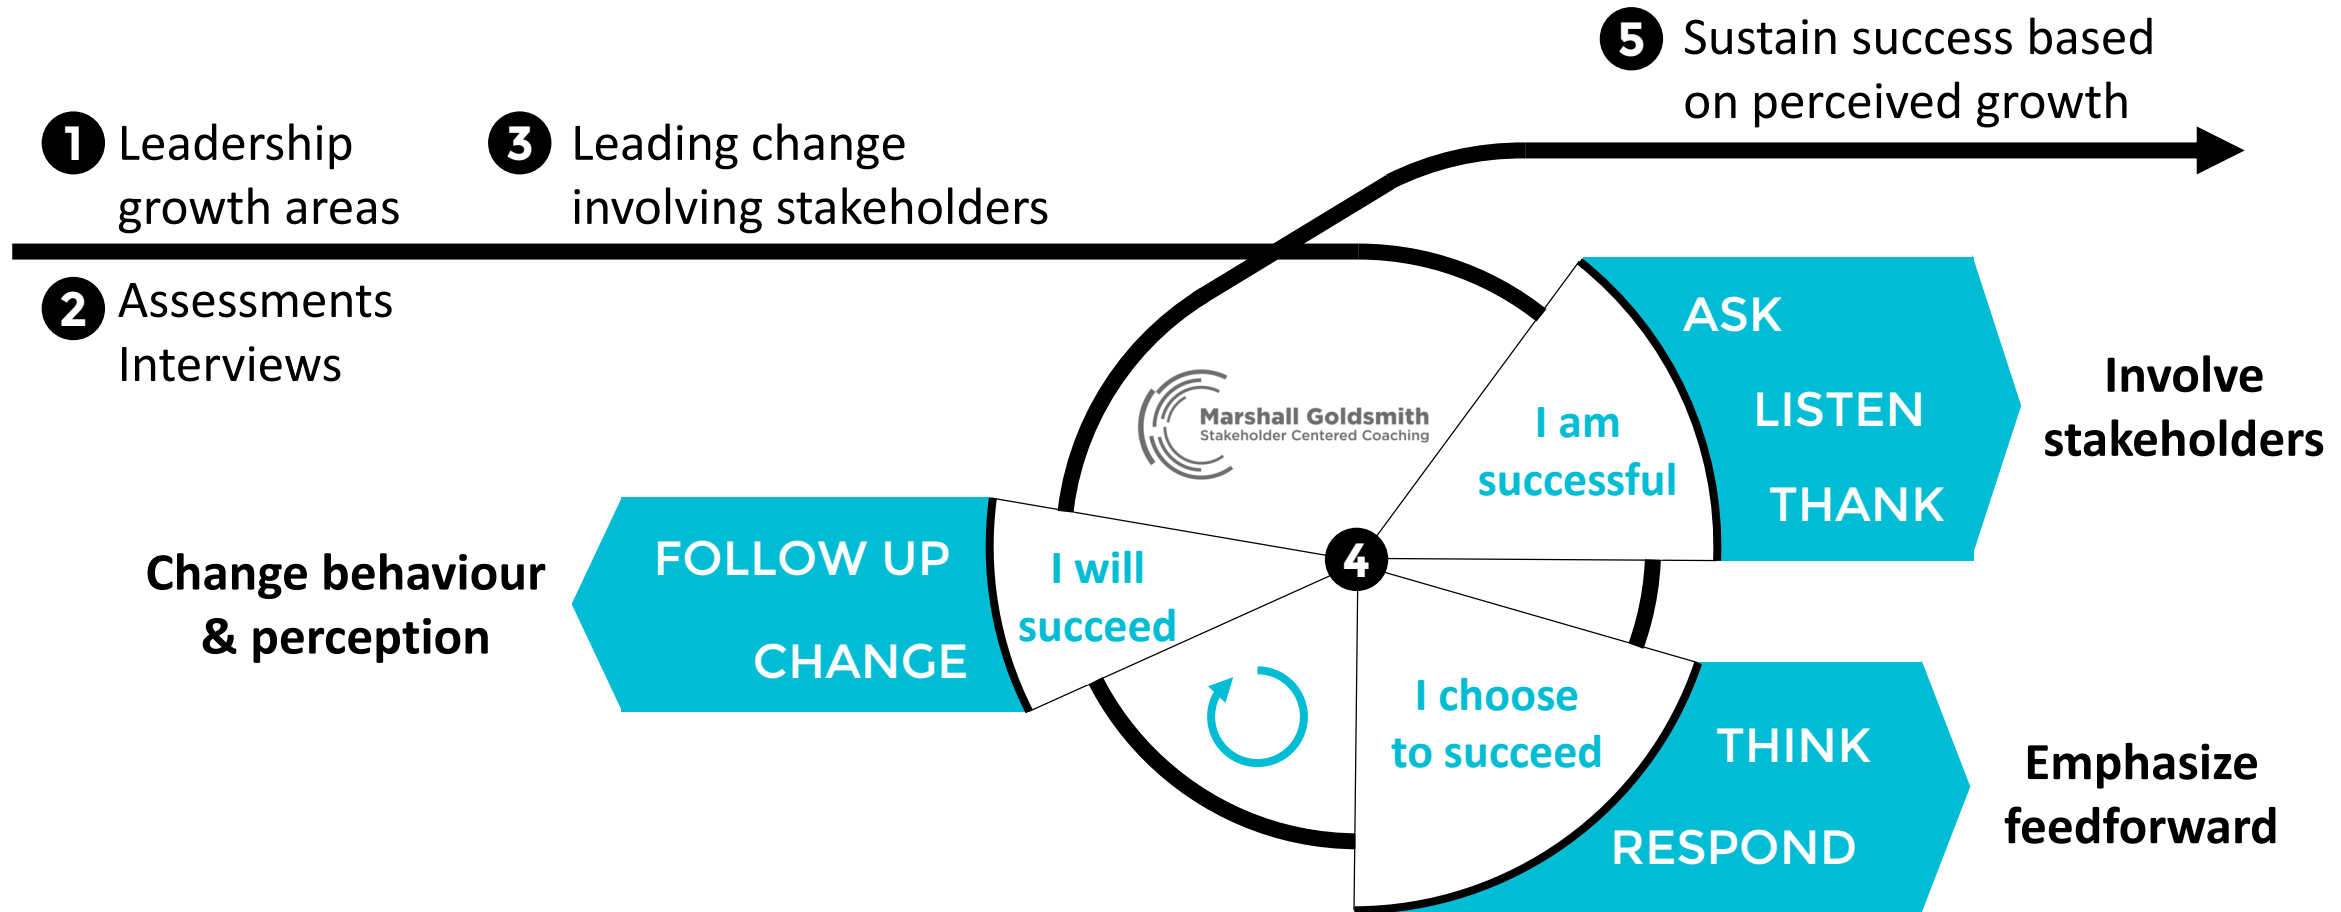 1 Leadership
growth areas
2 Assessments
Interviews
3 Leading change
involving stakeholders
5 Sustain success based
on perceived growth
Marshall Goldsmith
Stakeholder Centered Coaching
4
I am
successful
ASK
LISTEN
THANK
Involve
stakeholders
I choose
to succeed
THINK
RESPOND
Emphasize
feedforward
I will
succeed
FOLLOW UP
CHANGE
Change behaviour
& perception